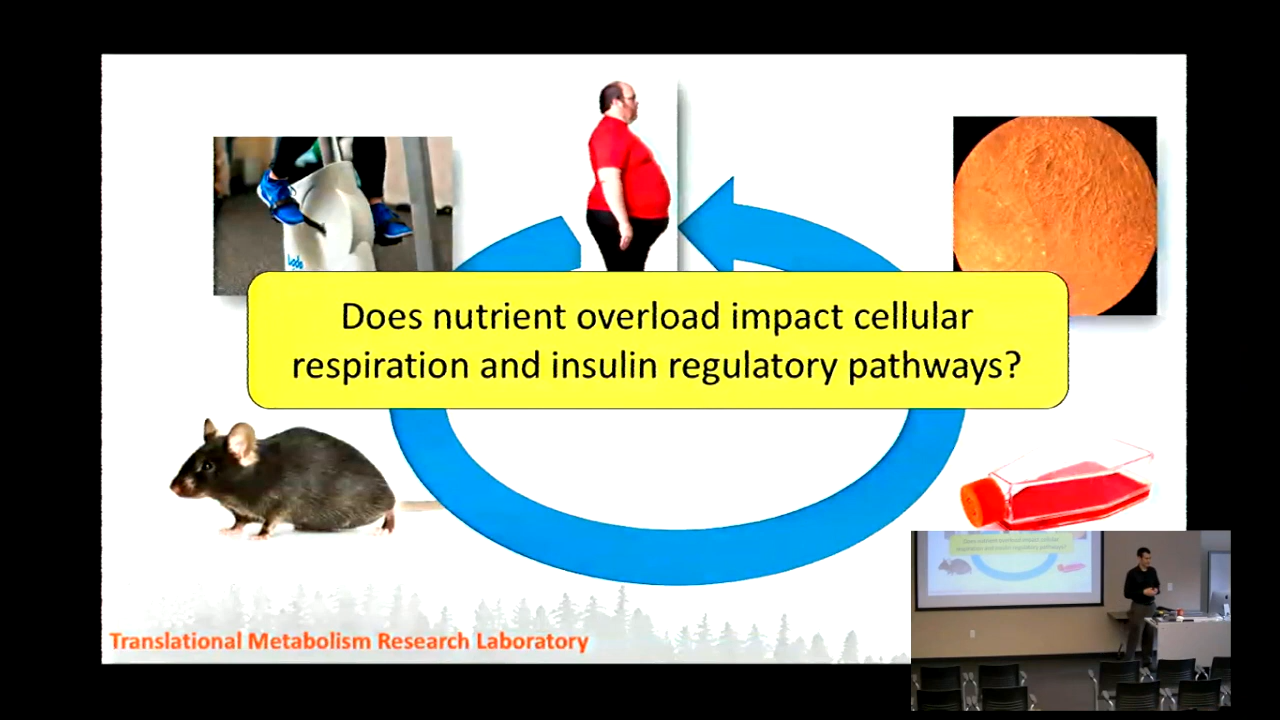 Does nutrient overload impact cellular
respiration and insulin regulatory pathways?
Translational Metabolism Research Laboratory